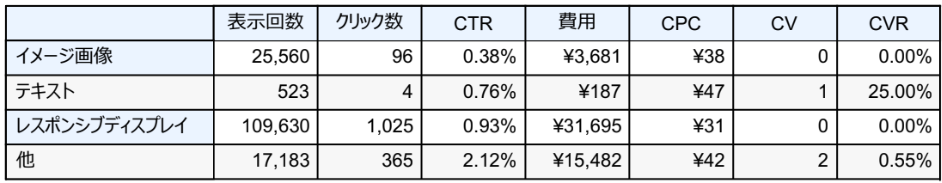 表示回数 クリック数 CTR 費用 CPC CV CVR
イメージ画像 25,560 96 0.38% ¥3,681 ¥38 0 0.00%
テキスト 523 4 0.76% ¥187 ¥47 1 25.00%
レスポンシブディスプレイ 109,630 1,025 0.93% ¥31,695 ¥31 0 0.00%
他 17,183 365 2.12% ¥15,482 ¥42 2 0.55%